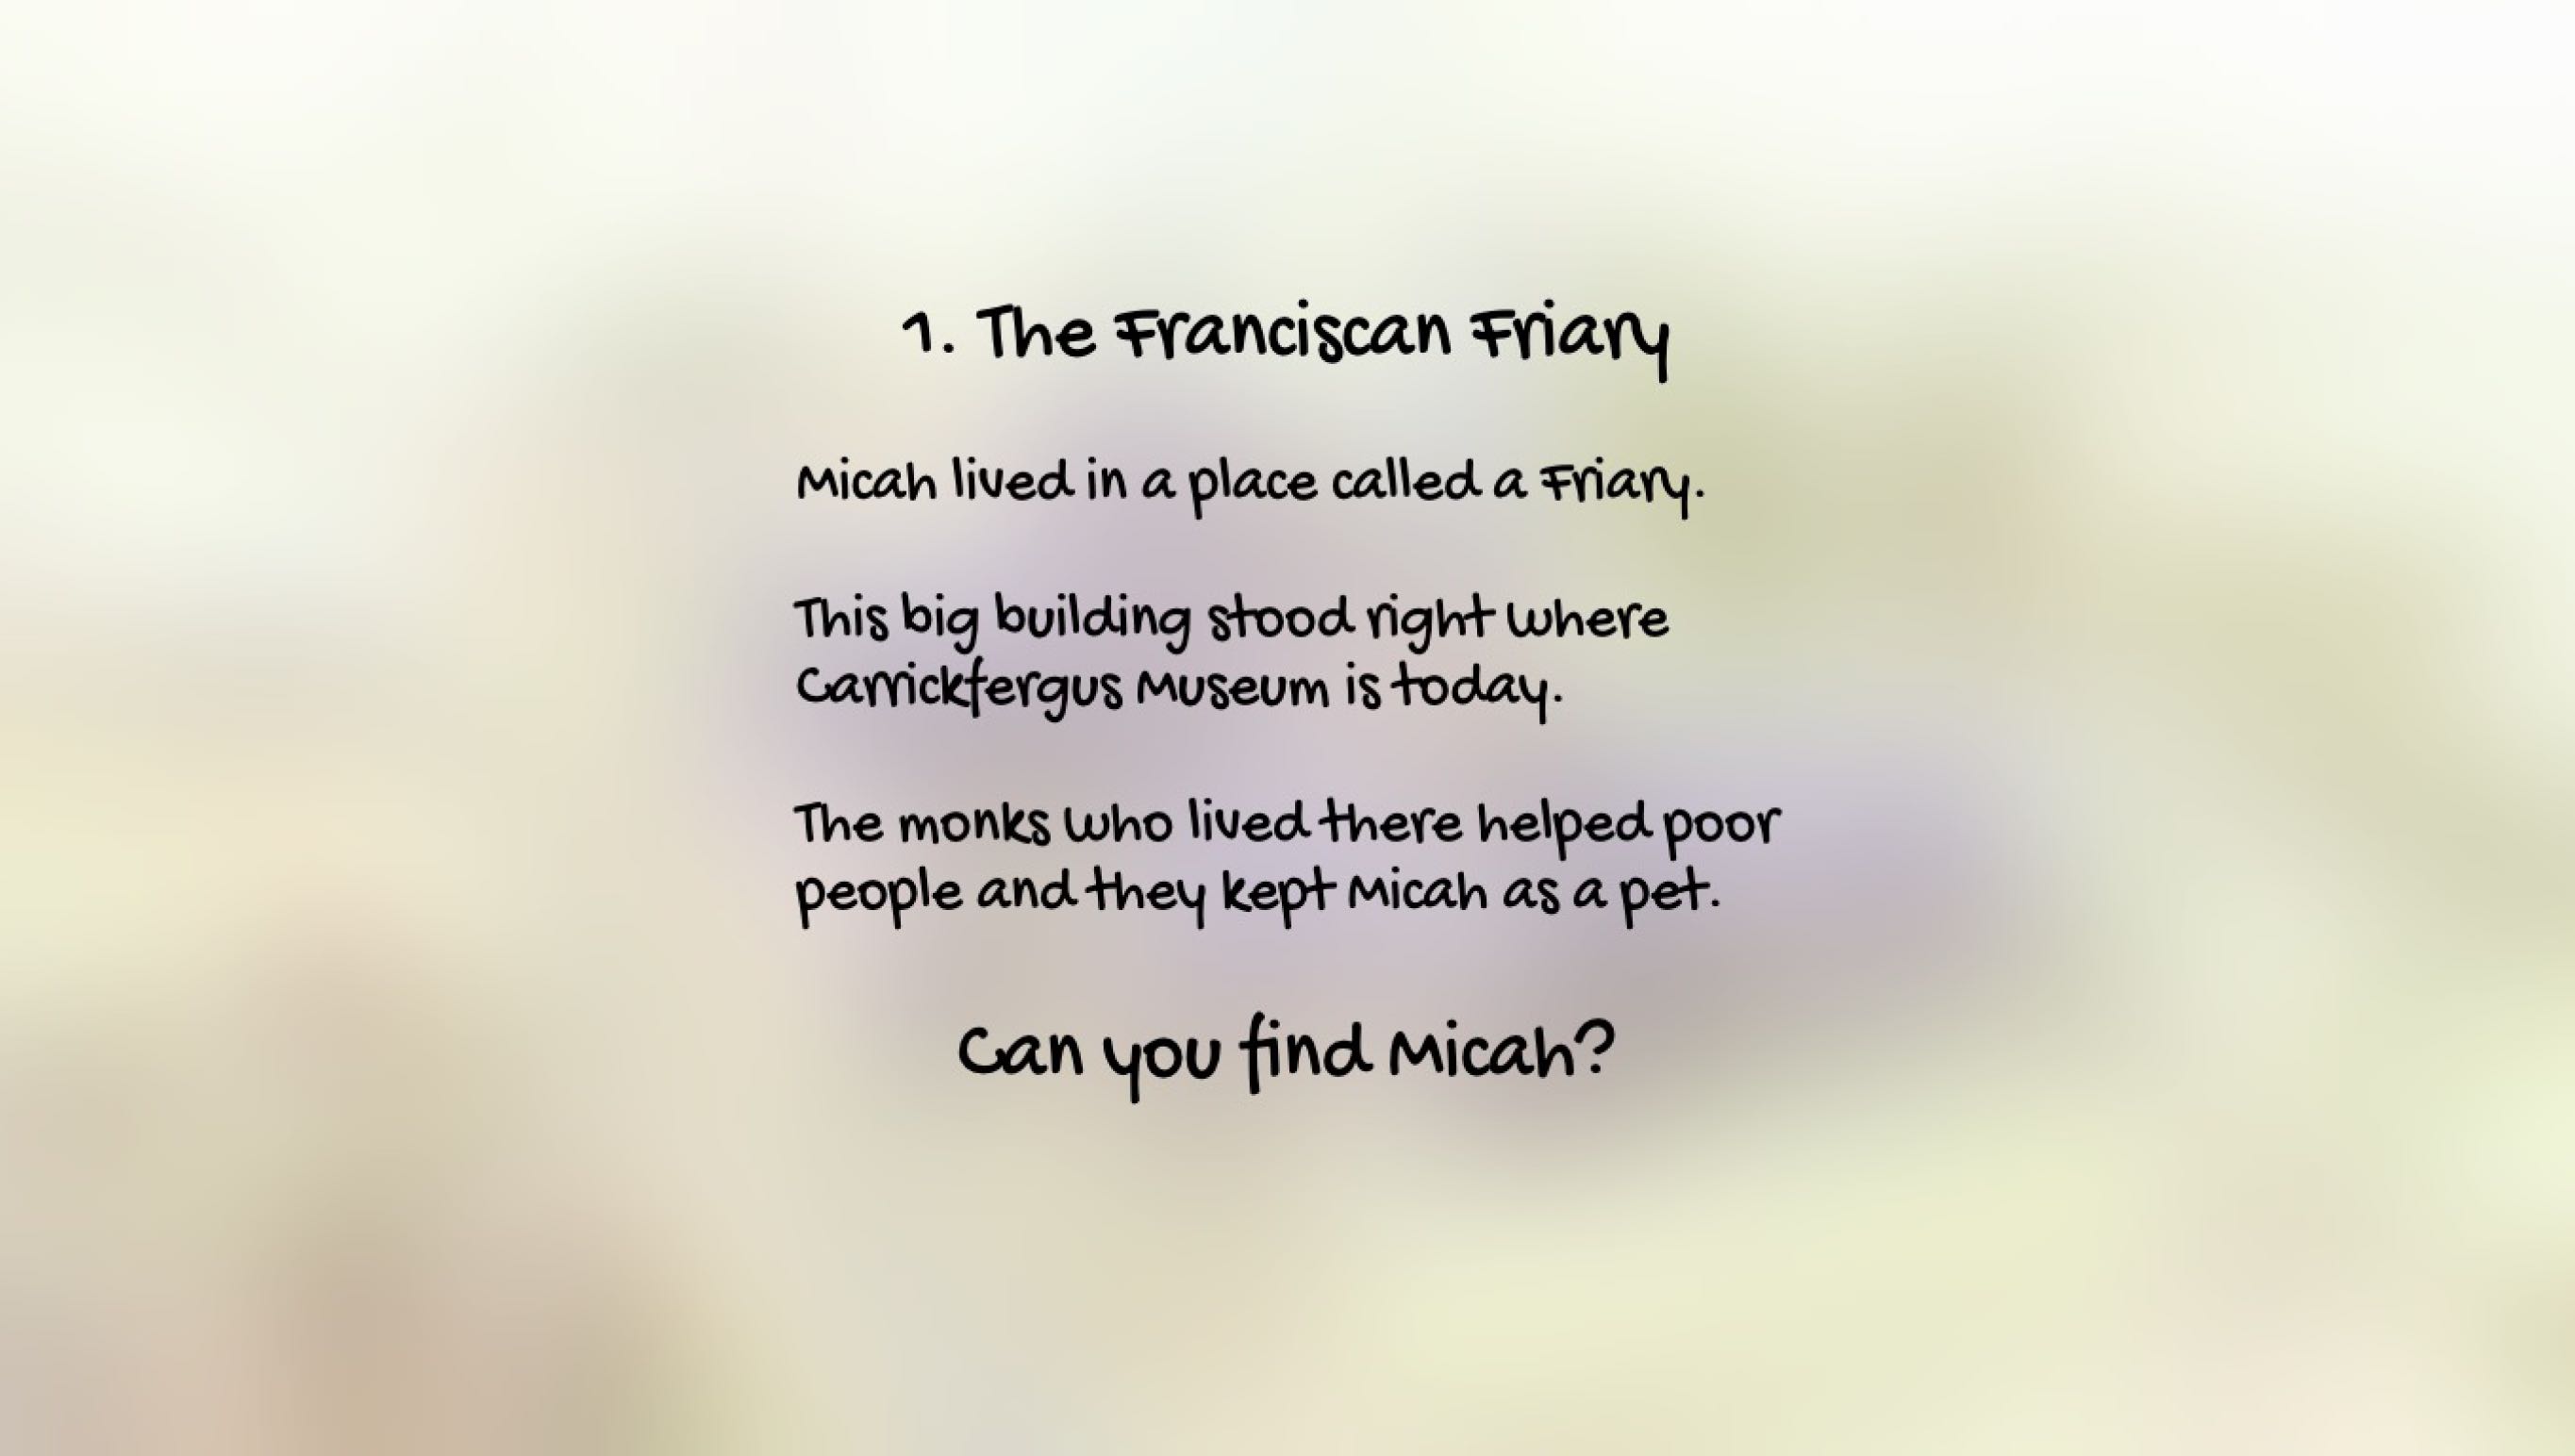 1. The Franciscan Friary
Micah lived in a place called a Friary.
This big building stood right where
Carrickfergus Museum is today.
The monks who lived there helped poor
people and they kept Micah as a pet.
Can you find Micah?